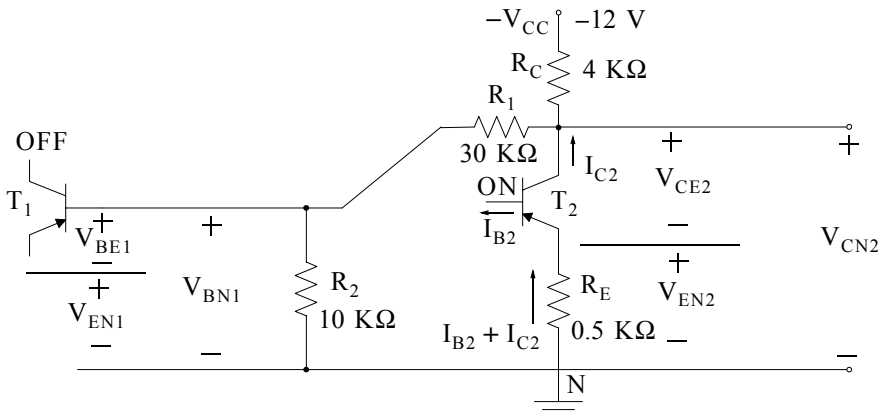 −V_CC −12 V
R_C 4 KΩ
R_1
30 KΩ
OFF
T_1
ON
T_2
I_C2
I_B2
+
V_CE2
−
+
V_BE1
−
+
V_EN1
−
+
V_BN1
−
R_2
10 KΩ
I_B2 + I_C2
R_E
0.5 KΩ
+
V_EN2
−
+
V_CN2
−
N